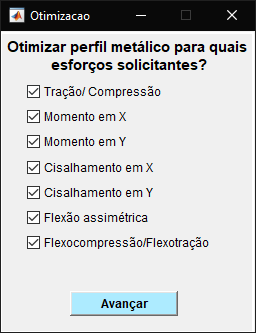 Otimizacao
Otimizar perfil metálico para quais
esforços solicitantes?
Tração/ Compressão
Momento em X
Momento em Y
Cisalhamento em X
Cisalhamento em Y
Flexão assimétrica
Flexocompressão/Flexotração
Avançar